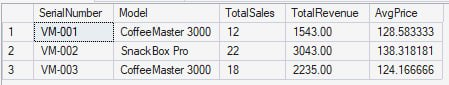 SerialNumber Model TotalSales TotalRevenue AvgPrice
1 VM-001 CoffeeMaster 3000 12 1543.00 128.583333
2 VM-002 SnackBox Pro 22 3043.00 138.318181
3 VM-003 CoffeeMaster 3000 18 2235.00 124.166666